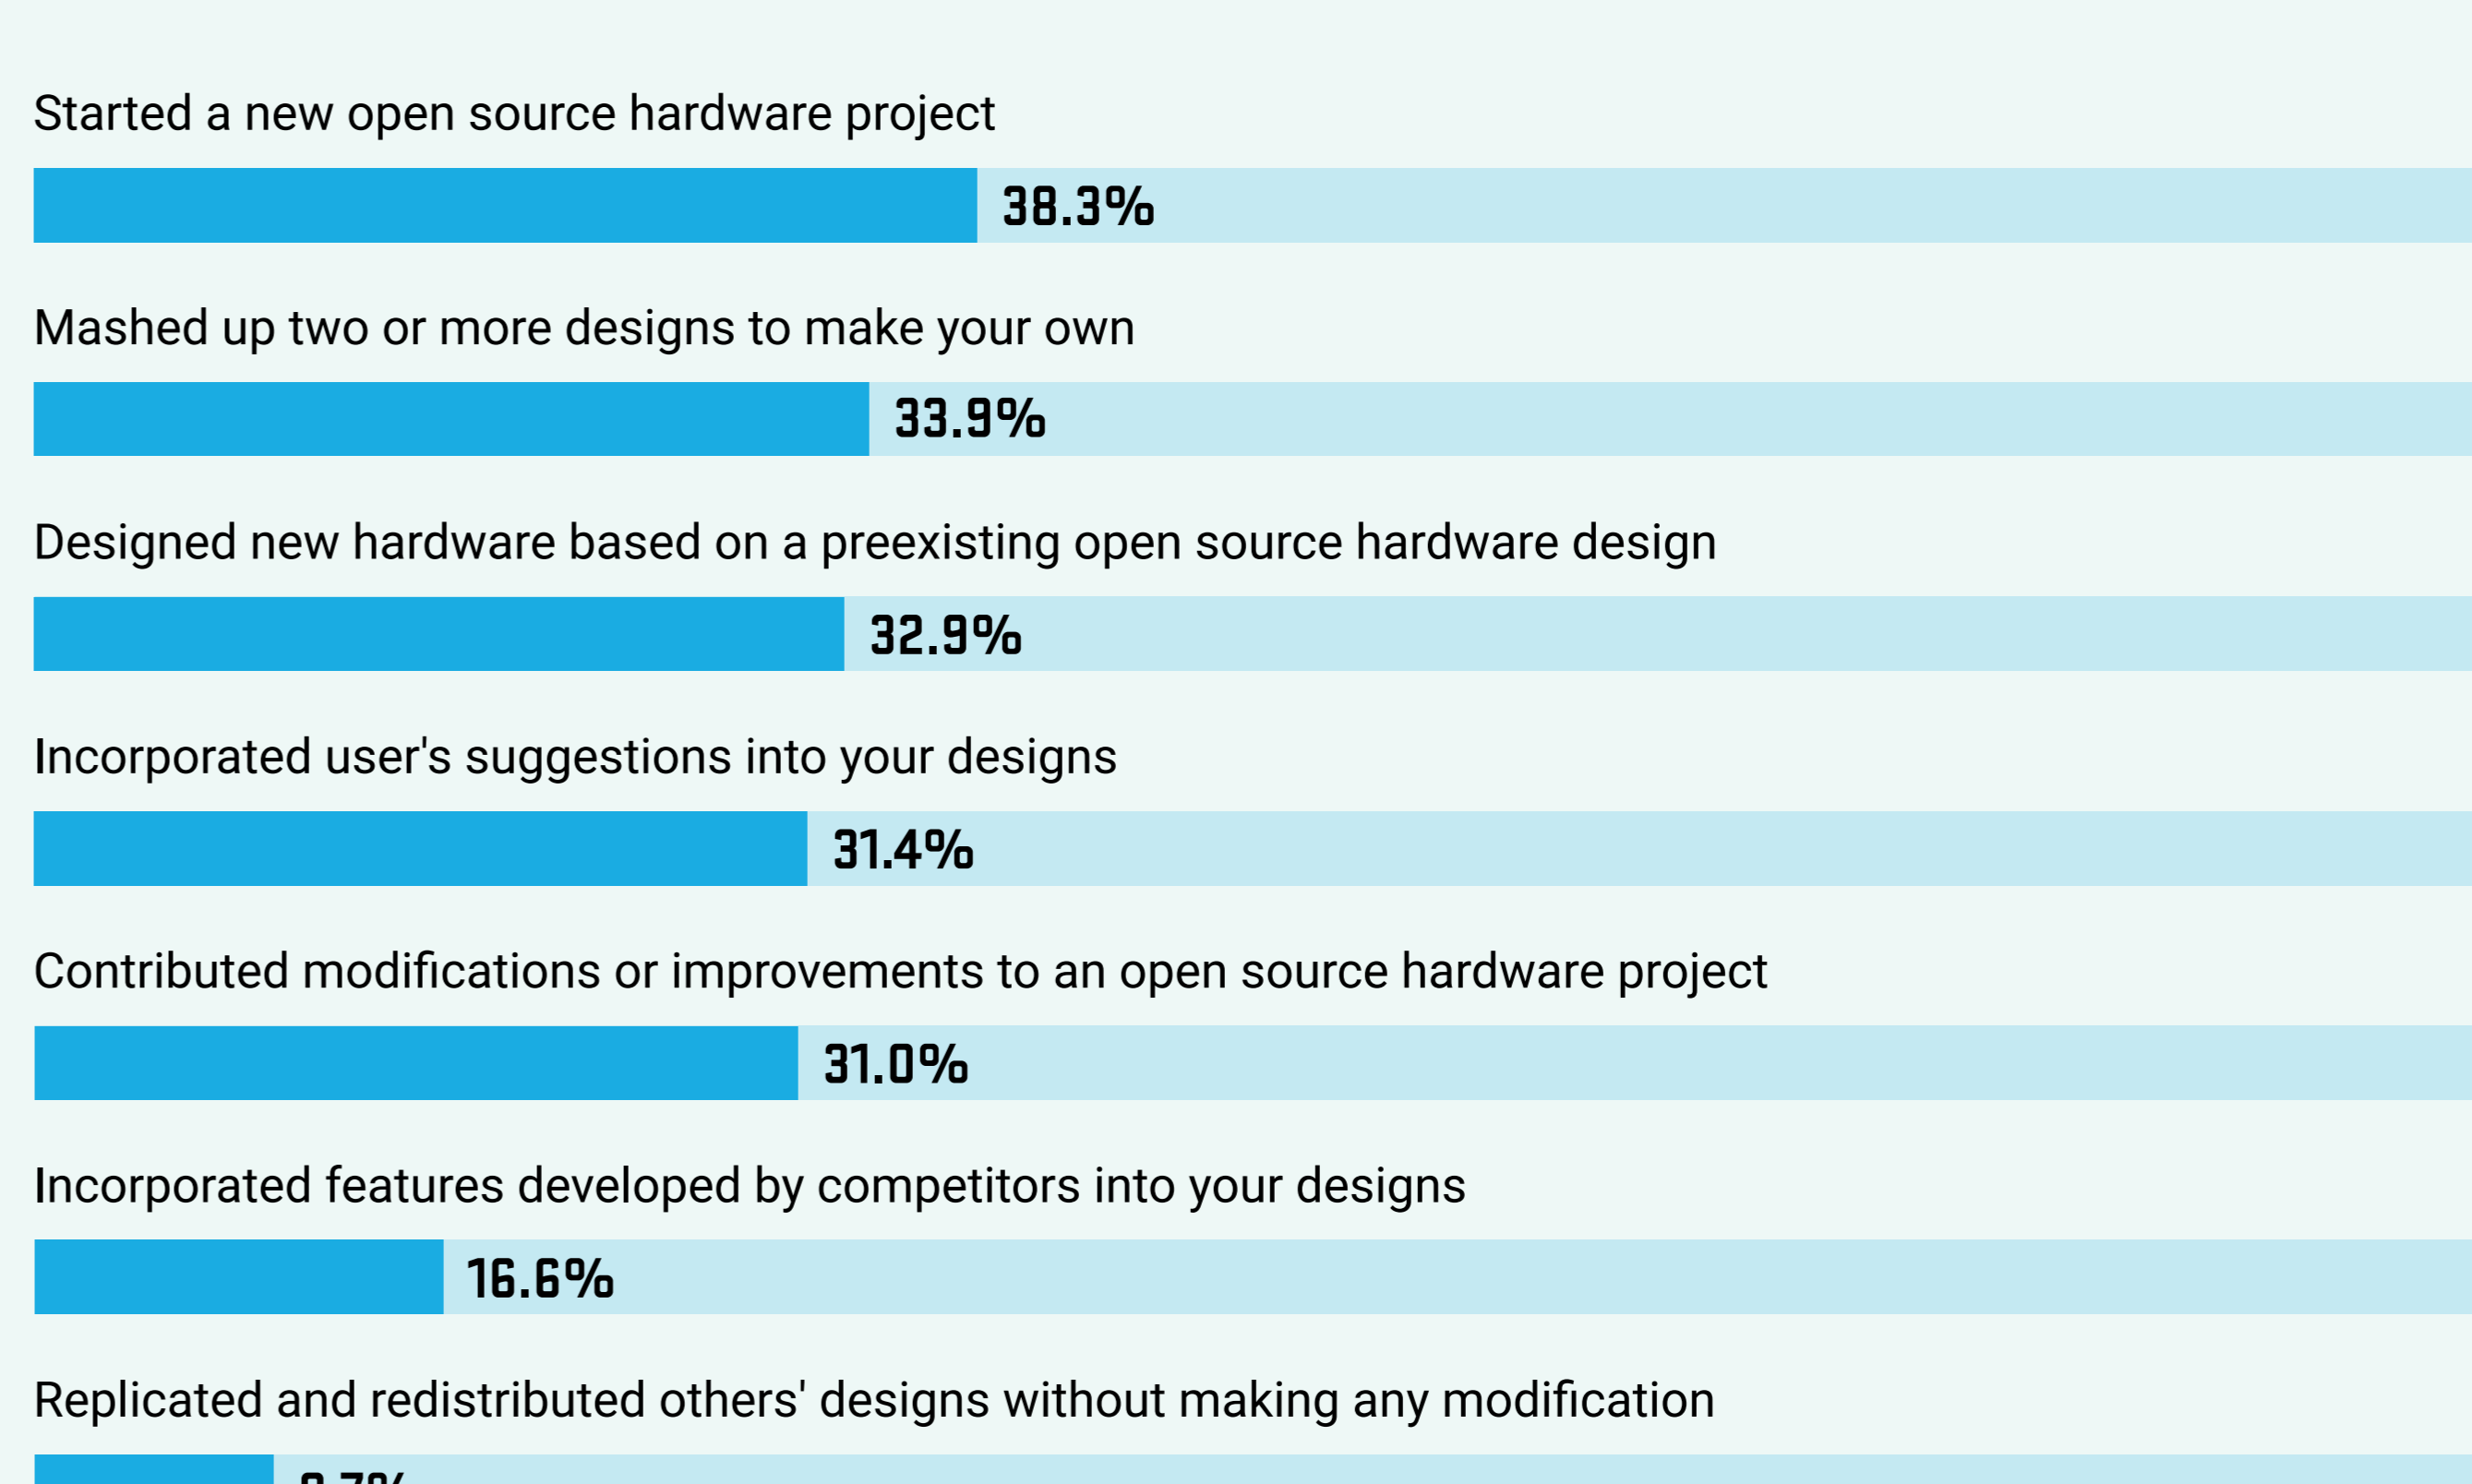 Started a new open source hardware project
38.3%
Mashed up two or more designs to make your own
33.9%
Designed new hardware based on a preexisting open source hardware design
32.9%
Incorporated user's suggestions into your designs
31.4%
Contributed modifications or improvements to an open source hardware project
31.0%
Incorporated features developed by competitors into your designs
16.6%
Replicated and redistributed others' designs without making any modification